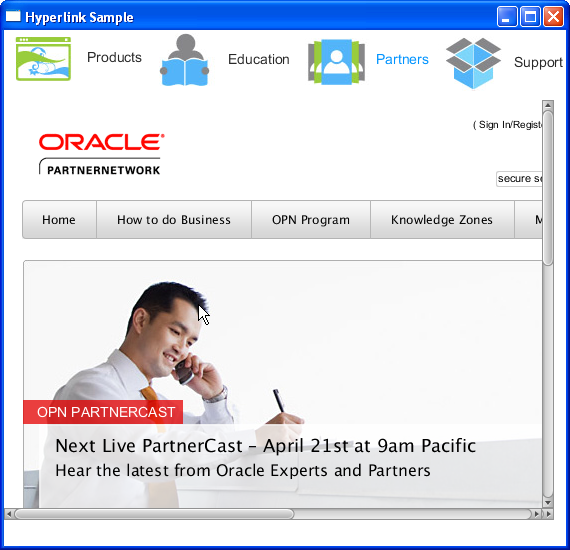 Hyperlink Sample
Products
Education
Partners
Support
( Sign In/Registe
ORACLE
PARTNERNETWORK
secure se
Home
How to do Business
OPN Program
Knowledge Zones
M
OPN PARTNERCAST
Next Live PartnerCast – April 21st at 9am Pacific
Hear the latest from Oracle Experts and Partners